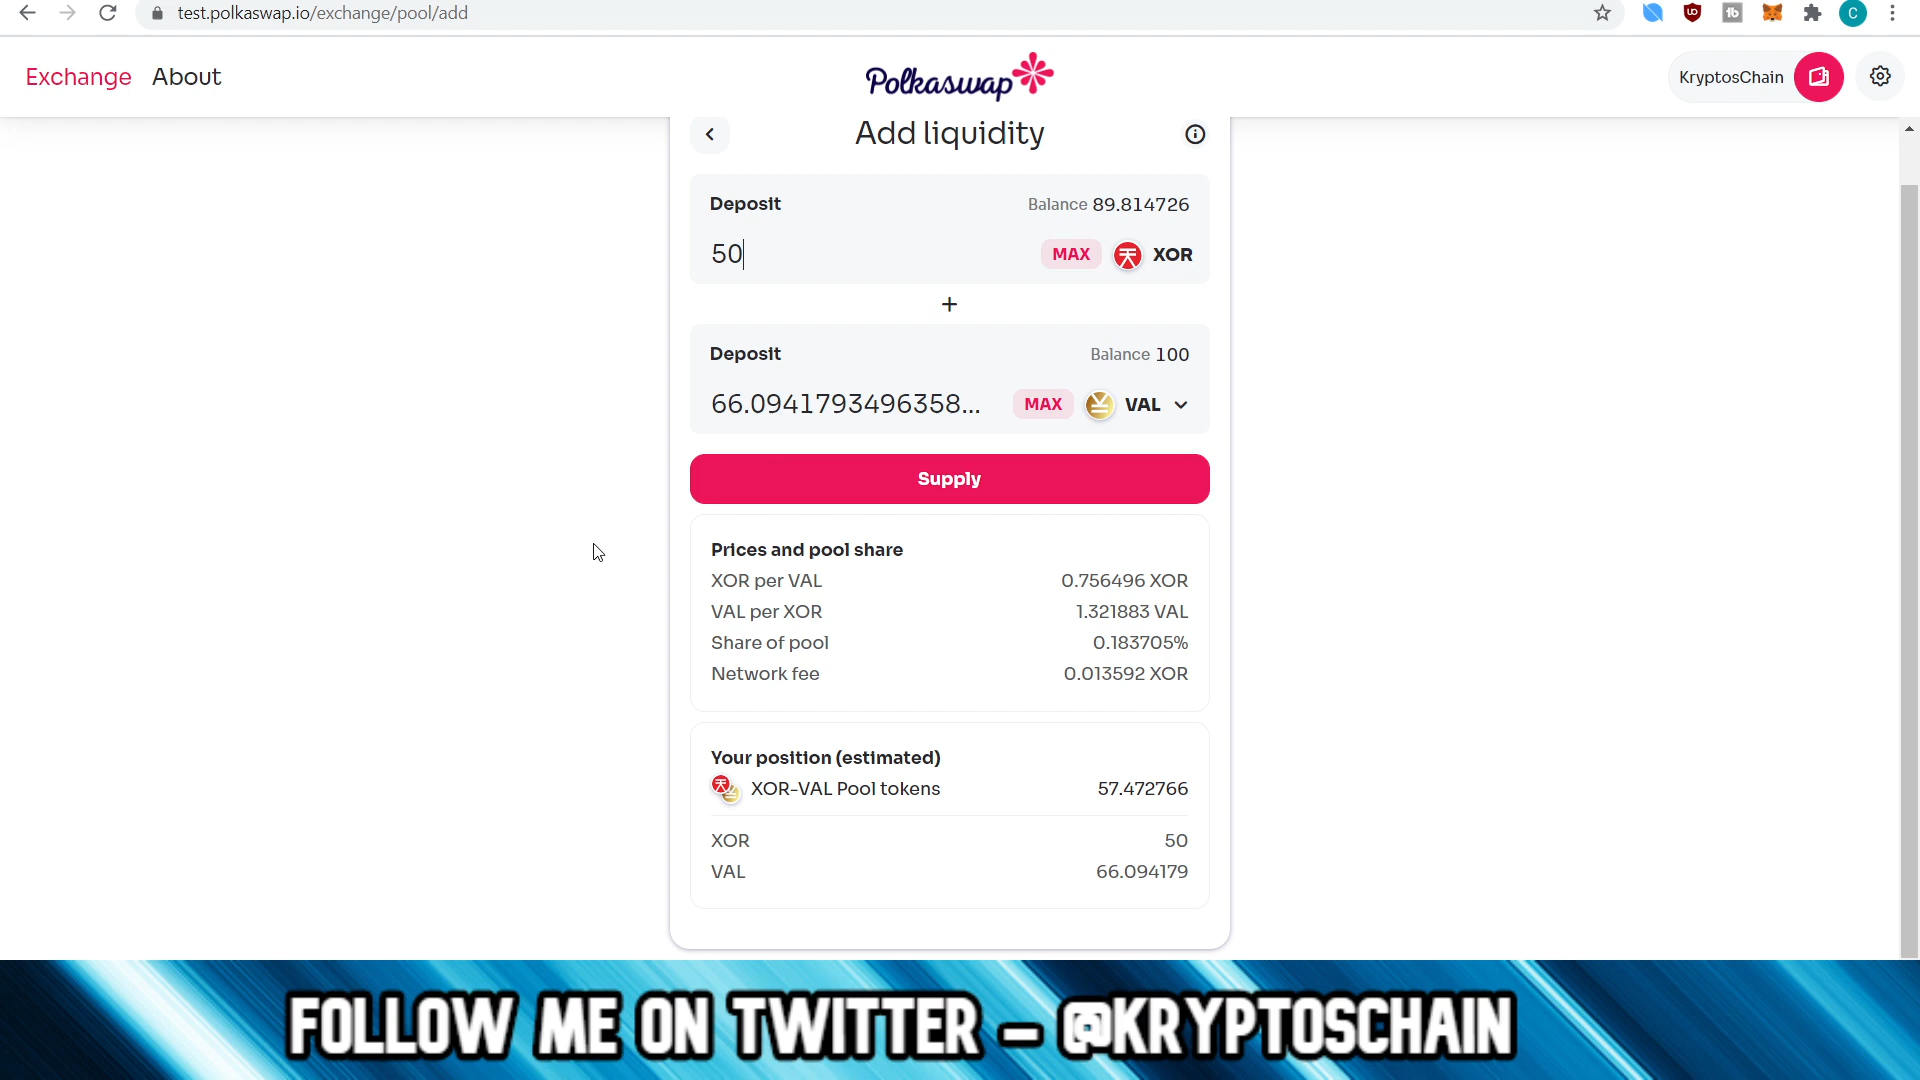 test.polkaswap.io/exchange/pool/add
C
Exchange About
Polkaswap
KryptosChain
Add liquidity
Deposit Balance 89.814726
50 MAX XOR
+
Deposit Balance 100
66.0941793496358... MAX VAL
Supply
Prices and pool share
XOR per VAL 0.756496 XOR
VAL per XOR 1.321883 VAL
Share of pool 0.183705%
Network fee 0.013592 XOR
Your position (estimated)
XOR-VAL Pool tokens 57.472766
XOR 50
VAL 66.094179
FOLLOW ME ON TWITTER – @KRYPTOSCHAIN